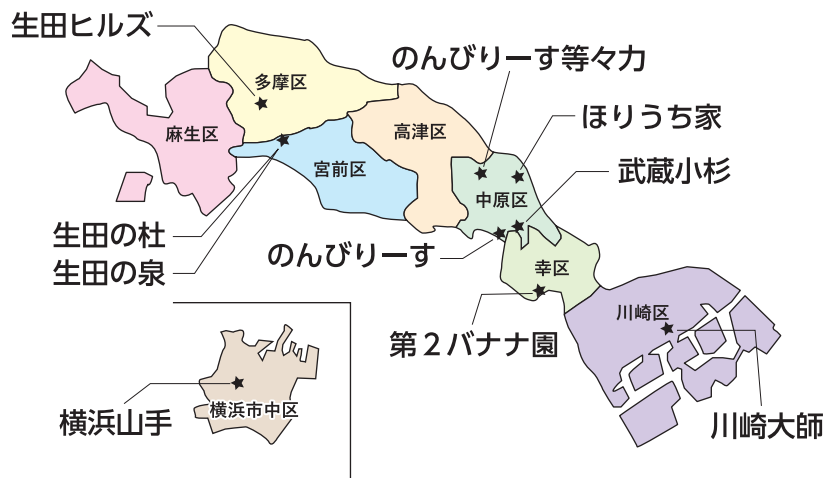 生田ヒルズ
のんびりーす等々力
多摩区
ほりうち家
麻生区
高津区
宮前区
武蔵小杉
中原区
生田の杜
のんびりーす
生田の泉
幸区
川崎区
第2バナナ園
横浜市中区
横浜山手
川崎大師